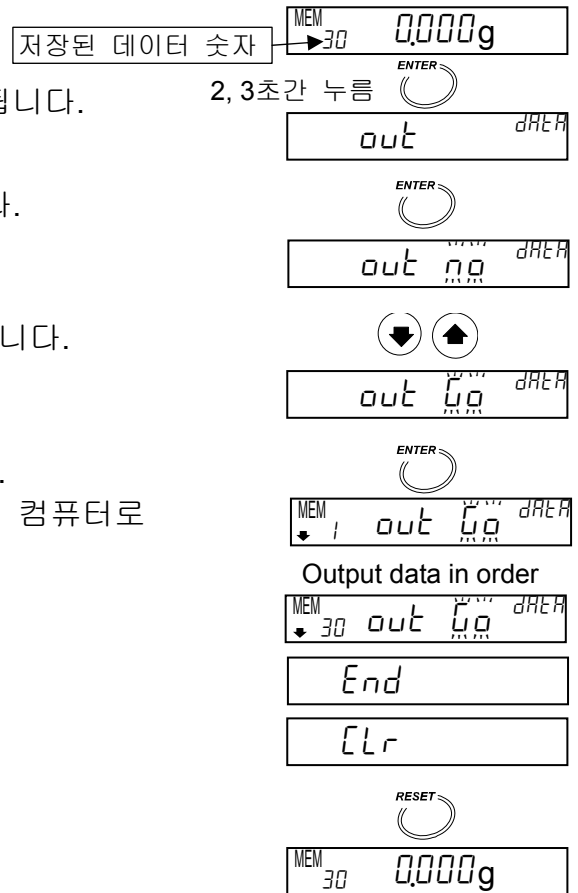 MEM
30 0.000g
저장된 데이터 숫자
ENTER
2, 3초간 누름
됩니다.
out dAtA
ENTER
다.
out no dAtA
니다.
out Go dAtA
ENTER
.
컴퓨터로
MEM
1 out Go dAtA
Output data in order
MEM
30 out Go dAtA
End
CLr
RESET
MEM
30 0.000g